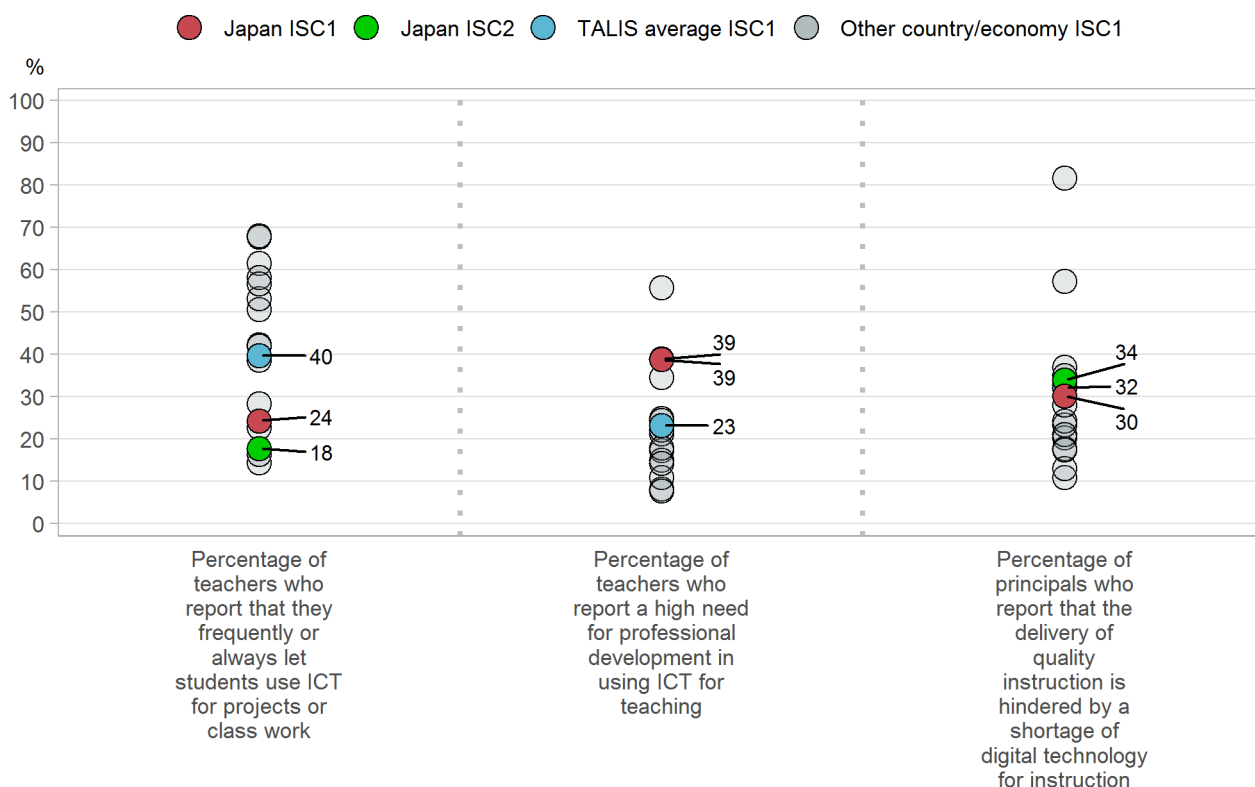 Japan ISC1 Japan ISC2 TALIS average ISC1 Other country/economy ISC1
%
100
90
80
70
60
50
40
30
20
10
0
40
24
18
39
39
23
34
32
30
Percentage of
teachers who
report that they
frequently or
always let
students use ICT
for projects or
class work
Percentage of
teachers who
report a high need
for professional
development in
using ICT for
teaching
Percentage of
principals who
report that the
delivery of
quality
instruction is
hindered by a
shortage of
digital technology
for instruction